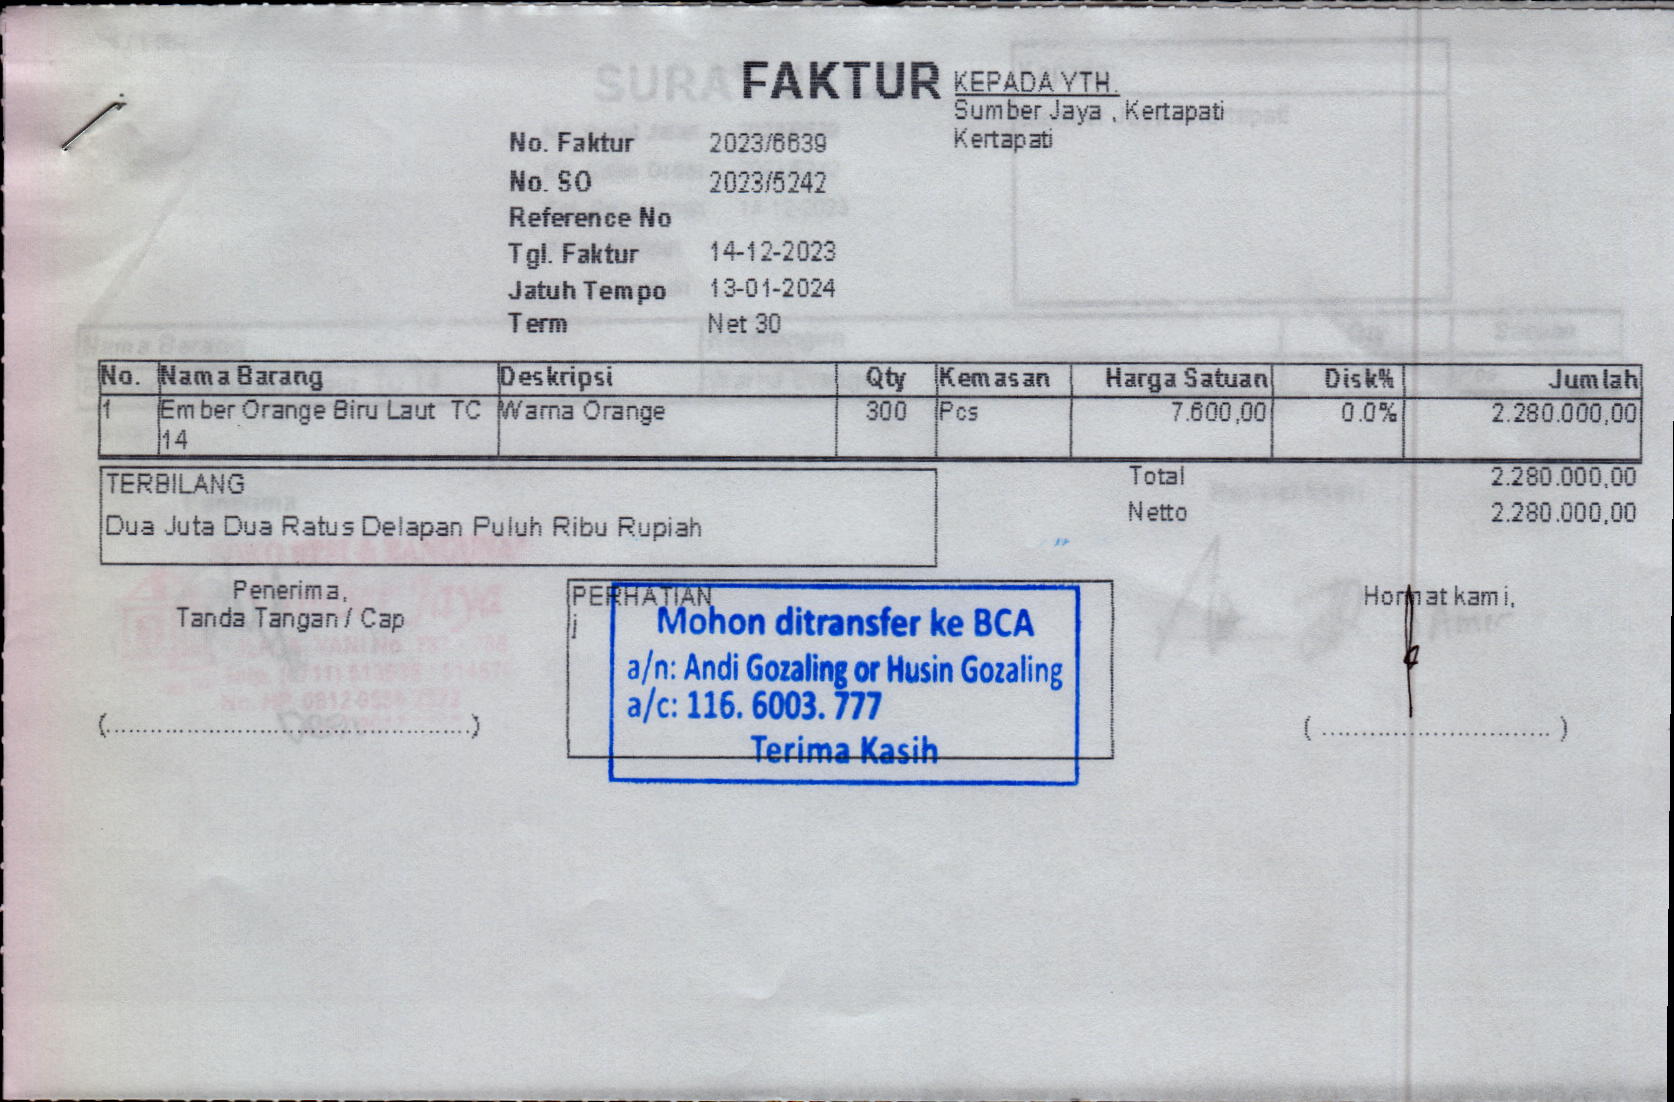 FAKTUR
KEPADA YTH.
Sumber Jaya , Kertapati
Kertapati
No. Faktur 2023/6639
No. SO 2023/5242
Reference No
Tgl. Faktur 14-12-2023
Jatuh Tempo 13-01-2024
Term Net 30
No. Nama Barang Deskripsi Qty Kemasan Harga Satuan Disk% Jumlah
1 Ember Orange Biru Laut TC 14 Warna Orange 300 Pcs 7.600,00 0.0% 2.280.000,00
TERBILANG
Dua Juta Dua Ratus Delapan Puluh Ribu Rupiah
Total 2.280.000,00
Netto 2.280.000,00
Penerima,
Tanda Tangan / Cap
(......................................................)
PERHATIAN
Mohon ditransfer ke BCA
a/n: Andi Gozaling or Husin Gozaling
a/c: 116. 6003. 777
Terima Kasih
Hormat kami,
( ................................. )